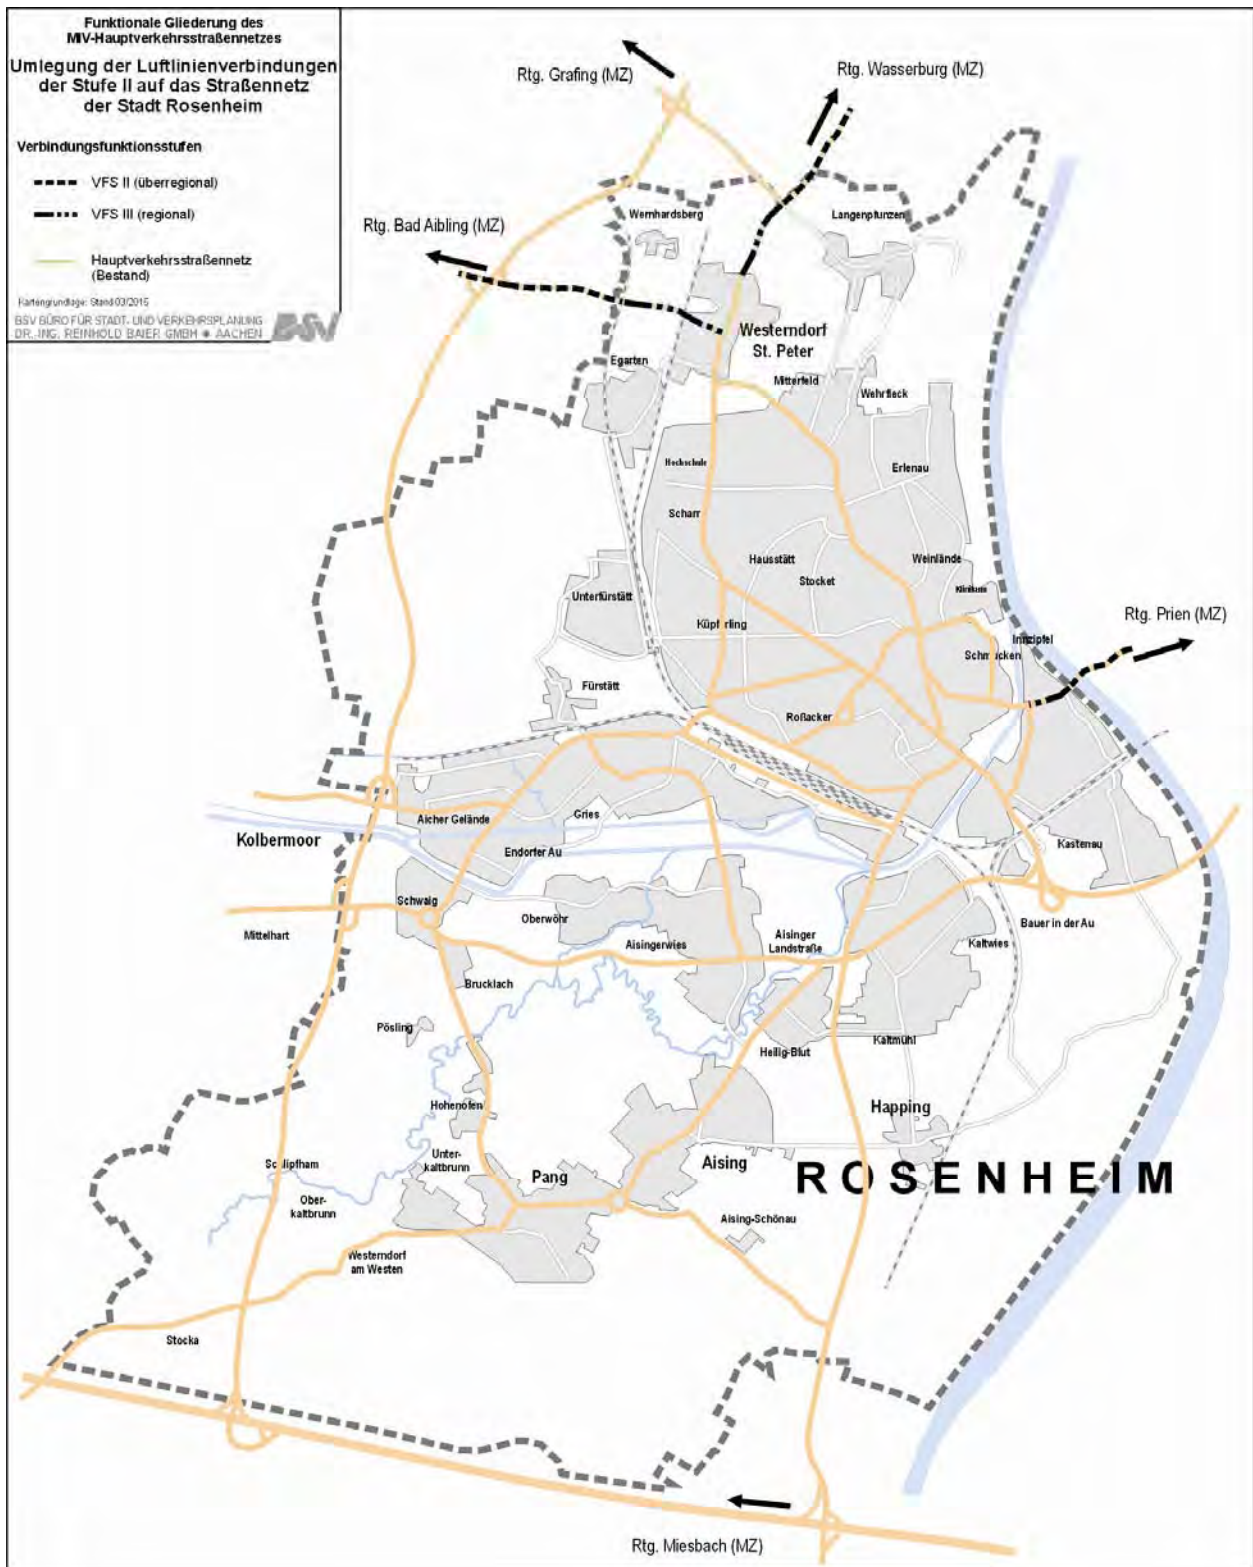 Funktionale Gliederung des
MIV-Hauptverkehrsstraßennetzes
Umlegung der Luftlinienverbindungen
der Stufe II auf das Straßennetz
der Stadt Rosenheim
Verbindungsfunktionsstufen
VFS II (überregional)
VFS III (regional)
Hauptverkehrsstraßennetz
(Bestand)
Kartengrundlage: Stand 03/2015
BSV BÜRO FÜR STADT- UND VERKEHRSPLANUNG
DR.-ING. REINHOLD BAIER GMBH AACHEN
BSV
Rtg. Grafing (MZ)
Rtg. Wasserburg (MZ)
Rtg. Bad Aibling (MZ)
Wernhardsberg
Langenpfunzen
Westerndorf
St. Peter
Egarten
Mitterfeld
Wehrfleck
Hochschule
Erlenau
Scharr
Hausstätt
Stocket
Weinlände
Klinikum
Unterfürstätt
Küpferling
Rtg. Prien (MZ)
Innzipfel
Schmucken
Fürstätt
Roßacker
Aicher Gelände
Gries
Kolbermoor
Endorfer Au
Kastenau
Schwaig
Oberwöhr
Mittelhart
Aisingerwies
Aisinger
Landstraße
Kaltwies
Bauer in der Au
Brucklach
Pösling
Heilig-Blut
Kaltmühl
Hohenofen
Happing
Unter-
kaltbrunn
Pang
Aising
Schlipfham
ROSENHEIM
Ober-
kaltbrunn
Aising-Schönau
Westerndorf
am Westen
Stocka
Rtg. Miesbach (MZ)